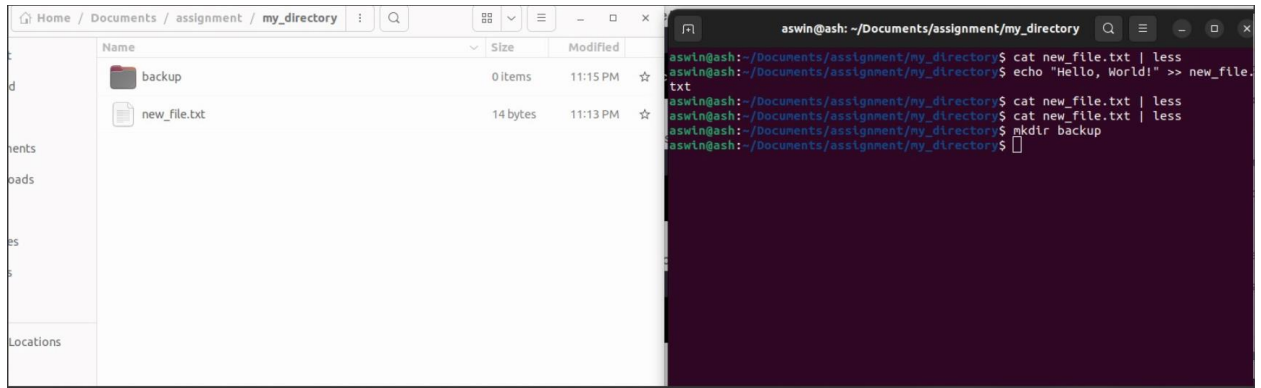 Home / Documents / assignment / my_directory
Name Size Modified
backup 0 items 11:15 PM
new_file.txt 14 bytes 11:13 PM
d
ments
oads
es
s
Locations
aswin@ash: ~/Documents/assignment/my_directory
aswin@ash:~/Documents/assignment/my_directory$ cat new_file.txt | less
aswin@ash:~/Documents/assignment/my_directory$ echo "Hello, World!" >> new_file.
txt
aswin@ash:~/Documents/assignment/my_directory$ cat new_file.txt | less
aswin@ash:~/Documents/assignment/my_directory$ cat new_file.txt | less
aswin@ash:~/Documents/assignment/my_directory$ mkdir backup
aswin@ash:~/Documents/assignment/my_directory$